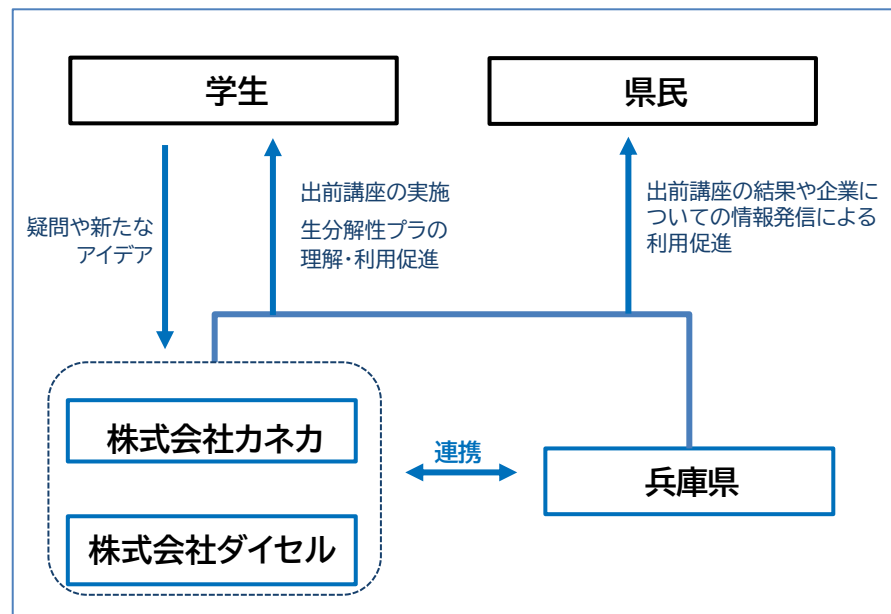 学生
県民
疑問や新たな
アイデア
出前講座の実施
生分解性プラの
理解・利用促進
出前講座の結果や企業に
ついての情報発信による
利用促進
株式会社カネカ
連携
兵庫県
株式会社ダイセル